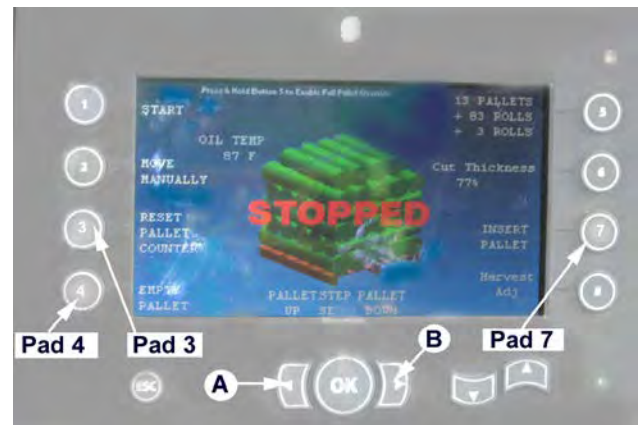 Press & Hold Button 5 to Enable Full Pallet
1
START
13 PALLETS
+ 83 ROLLS
+ 3 ROLLS
5
OIL TEMP
87 F
2
MOVE
MANUALLY
Cut Thickness
77%
6
3
RESET
PALLET
COUNTER
STOPPED
INSERT
PALLET
7
4
EMPTY
PALLET
PALLET STEP PALLET
UP SE DOWN
Harvest
Adj
8
Pad 4
Pad 3
Pad 7
ESC
A
OK
B